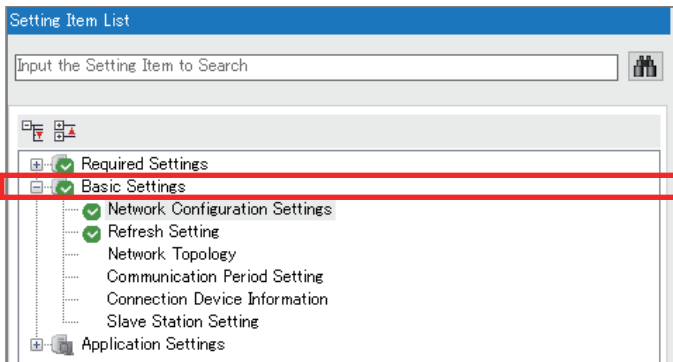 Setting Item List
Input the Setting Item to Search
Required Settings
Basic Settings
Network Configuration Settings
Refresh Setting
Network Topology
Communication Period Setting
Connection Device Information
Slave Station Setting
Application Settings